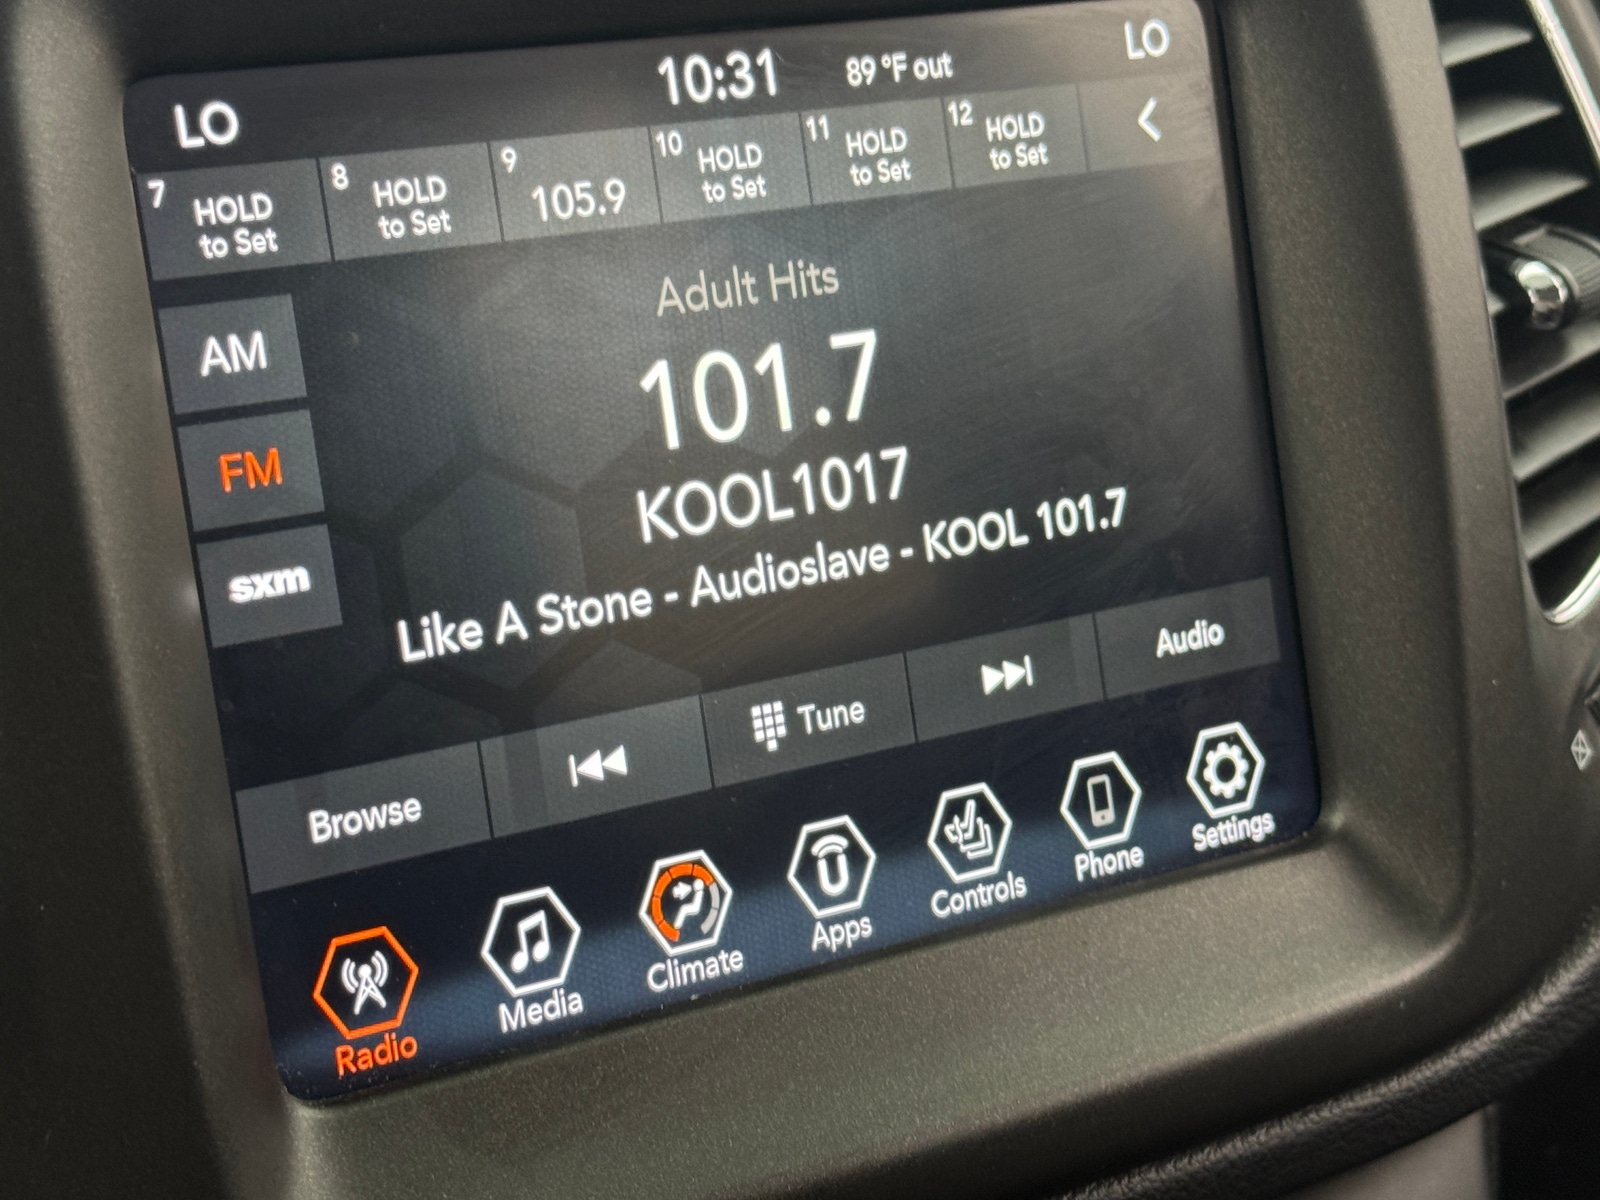 LO 10:31 89 °F out LO
7 HOLD to Set
8 HOLD to Set
9 105.9
10 HOLD to Set
11 HOLD to Set
12 HOLD to Set
Adult Hits
AM
101.7
FM
KOOL1017
sxm
Like A Stone - Audioslave - KOOL 101.7
Browse
Tune
Audio
Radio
Media
Climate
Apps
Controls
Phone
Settings